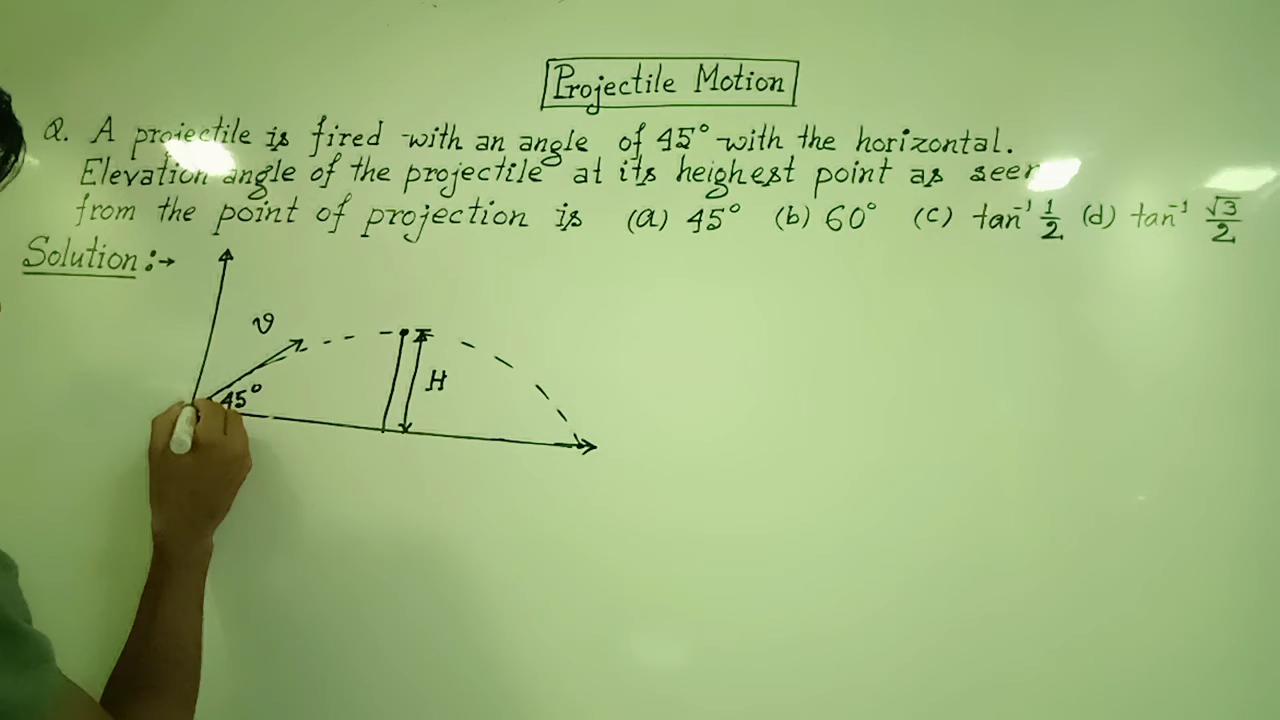 Projectile Motion
Q. A projectile is fired with an angle of 45° with the horizontal.
Elevation angle of the projectile at its heighest point as seen
from the point of projection is (a) 45° (b) 60° (c) tan⁻¹ 1/2 (d) tan⁻¹ √3/2
Solution :→
v
H
45°